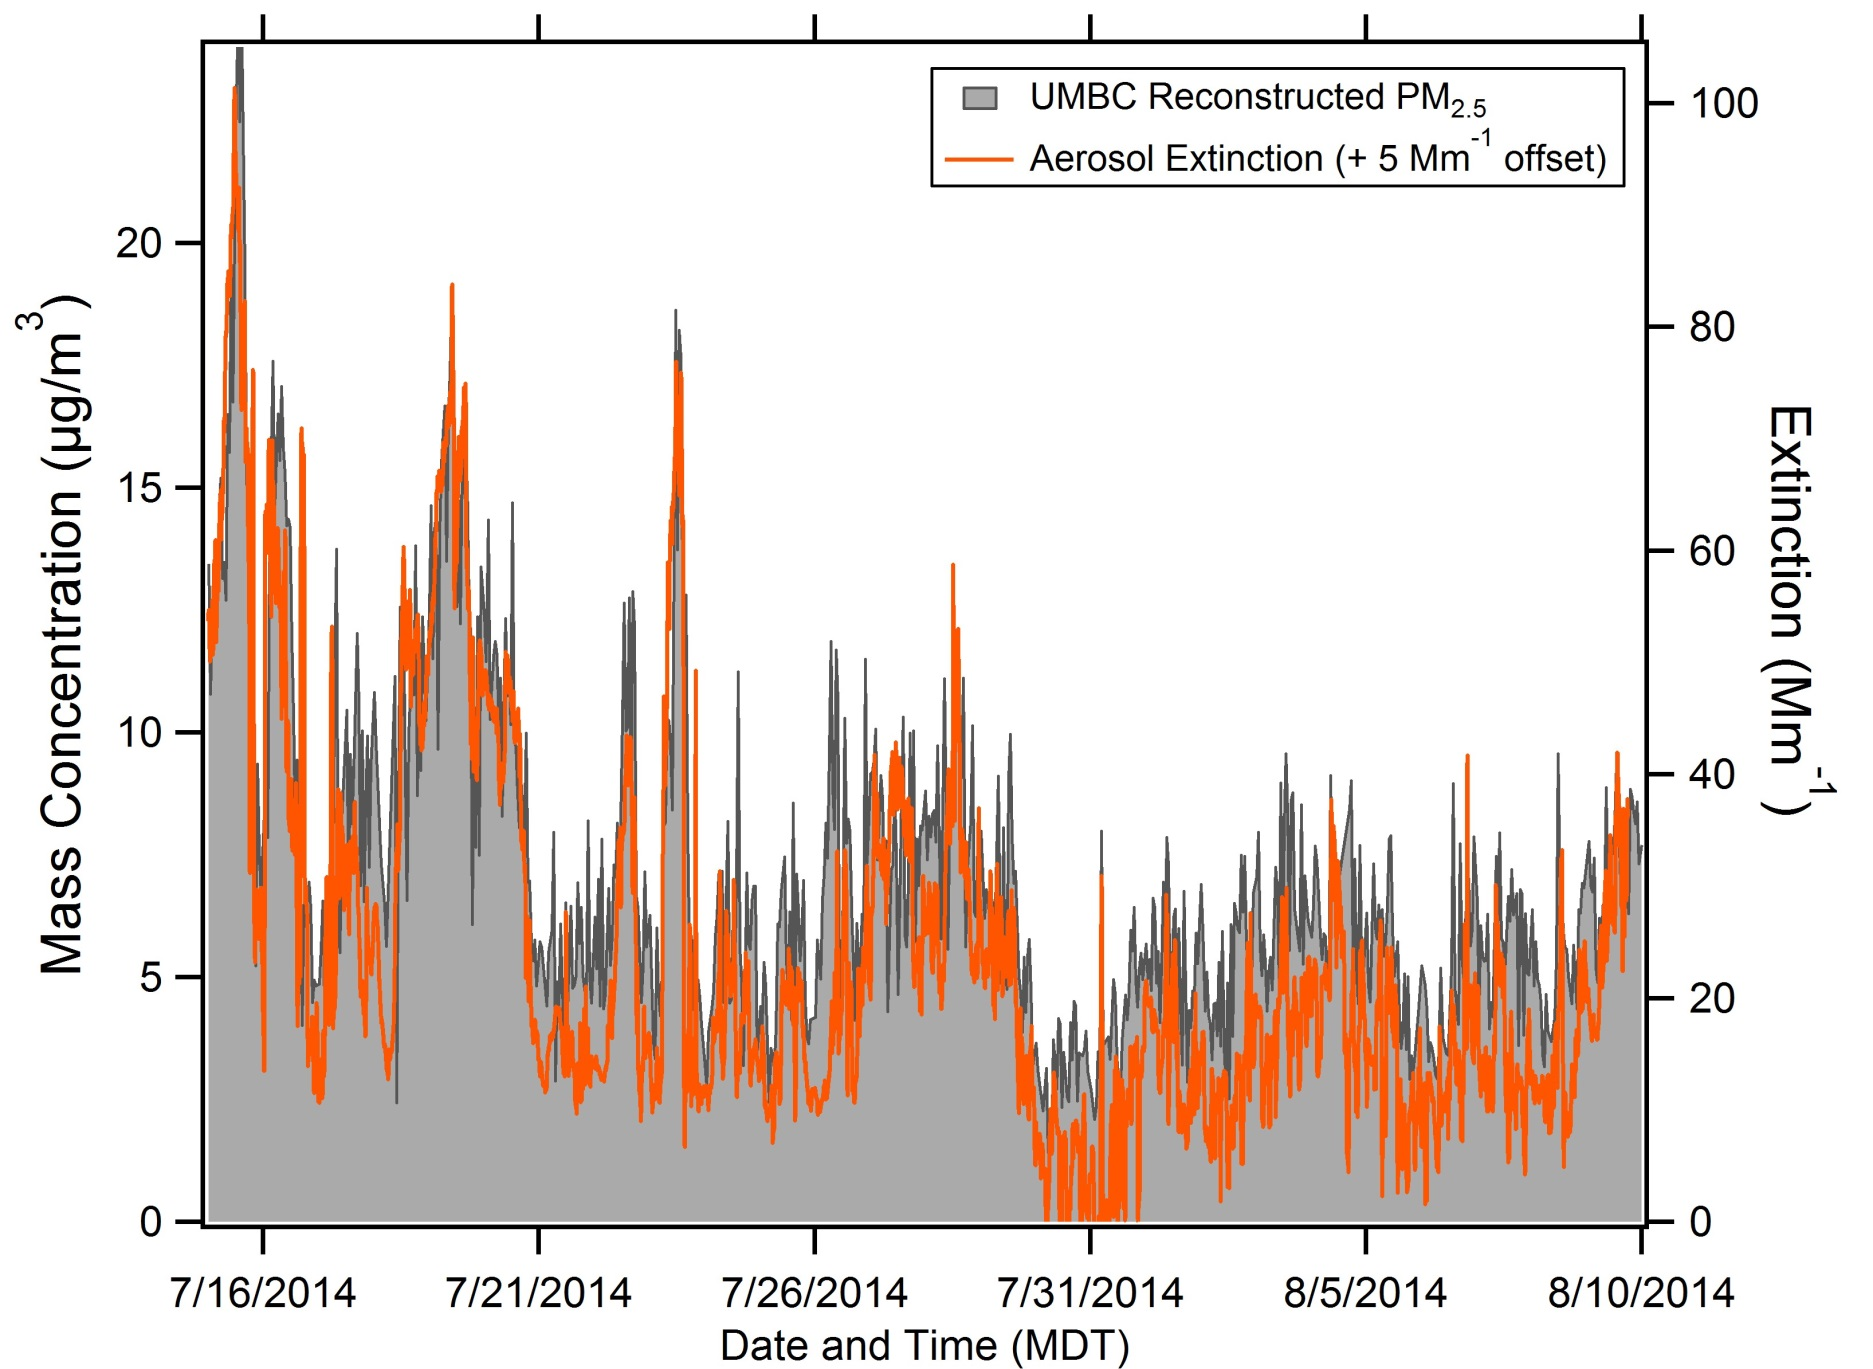 UMBC Reconstructed PM2.5
Aerosol Extinction (+ 5 Mm-1 offset)
Mass Concentration (µg/m3)
20
15
10
5
0
100
80
60
40
20
0
Extinction (Mm-1)
7/16/2014 7/21/2014 7/26/2014 7/31/2014 8/5/2014 8/10/2014
Date and Time (MDT)